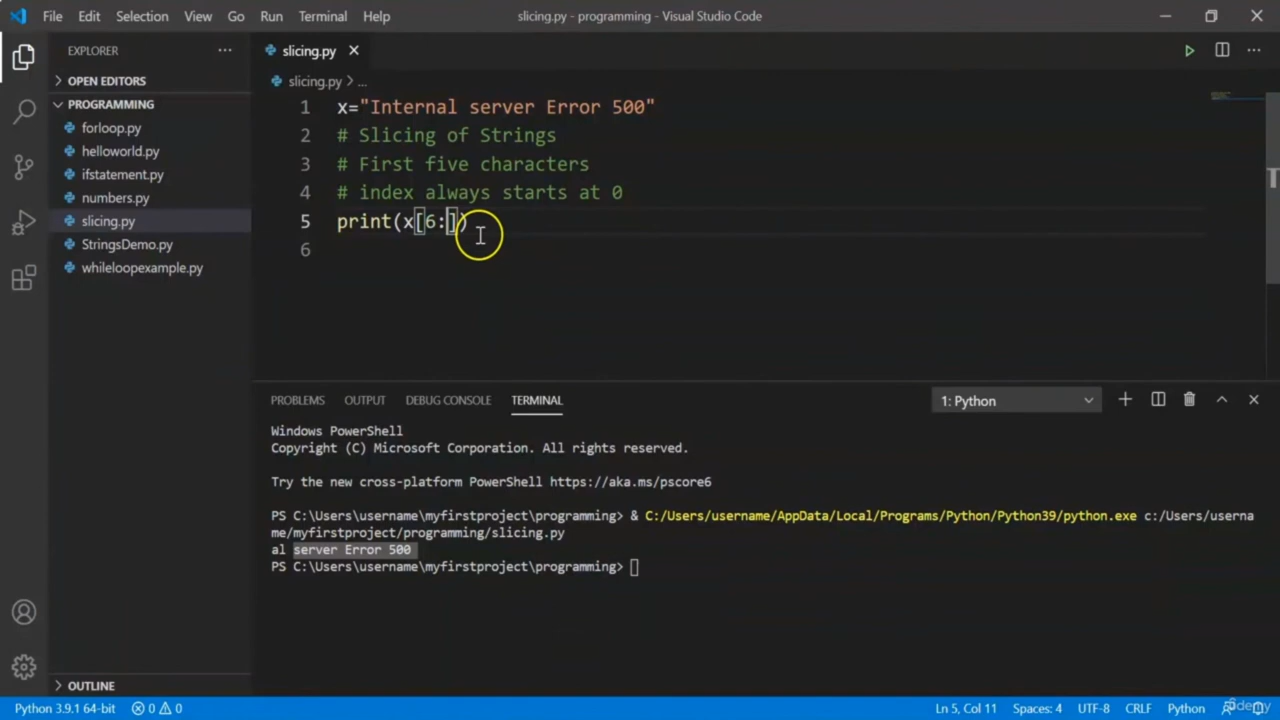 File Edit Selection View Go Run Terminal Help
slicing.py - programming - Visual Studio Code
EXPLORER
OPEN EDITORS
PROGRAMMING
forloop.py
helloworld.py
ifstatement.py
numbers.py
slicing.py
StringsDemo.py
whileloopexample.py
OUTLINE
slicing.py
slicing.py > ...
1 x="Internal server Error 500"
2 # Slicing of Strings
3 # First five characters
4 # index always starts at 0
5 print(x[6:])
6
PROBLEMS OUTPUT DEBUG CONSOLE TERMINAL
1: Python
Windows PowerShell
Copyright (C) Microsoft Corporation. All rights reserved.
Try the new cross-platform PowerShell https://aka.ms/pscore6
PS C:\Users\username\myfirstproject\programming> & C:/Users/username/AppData/Local/Programs/Python/Python39/python.exe c:/Users/userna
me/myfirstproject/programming/slicing.py
al server Error 500
PS C:\Users\username\myfirstproject\programming>
Python 3.9.1 64-bit 0 0 Ln 5, Col 11 Spaces: 4 UTF-8 CRLF Python
Udemy